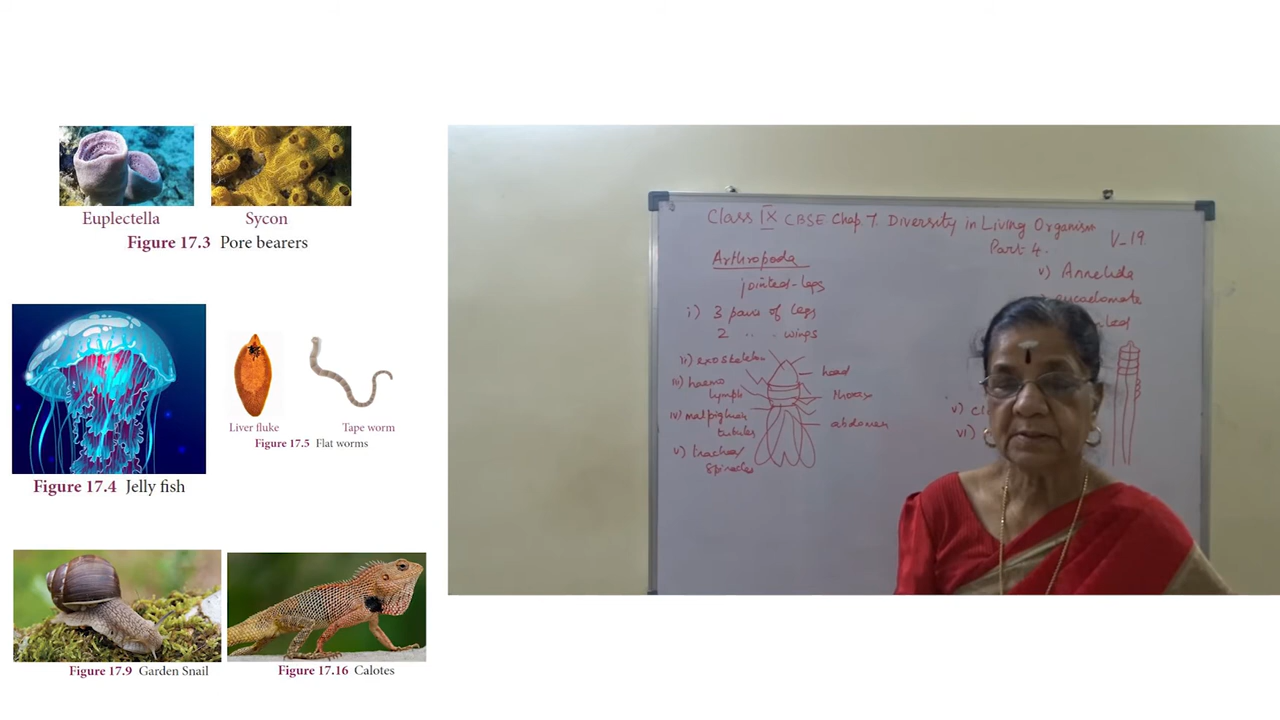 Euplectella
Sycon
Figure 17.3 Pore bearers
Liver fluke
Tape worm
Figure 17.5 Flat worms
Figure 17.4 Jelly fish
Figure 17.9 Garden Snail
Figure 17.16 Calotes
Class IX CBSE Chap 7. Diversity in Living Organism
Part 4.
V-19
Arthropoda
jointed-legs
i) 3 pairs of legs
2 " " wings
ii) exoskeleton
iii) haemo
lymph
iv) malpighian
tubules
v) trachea/
Spiracles
head
thorax
abdomen
v) Annelida
eucoelomate
v)
vi)